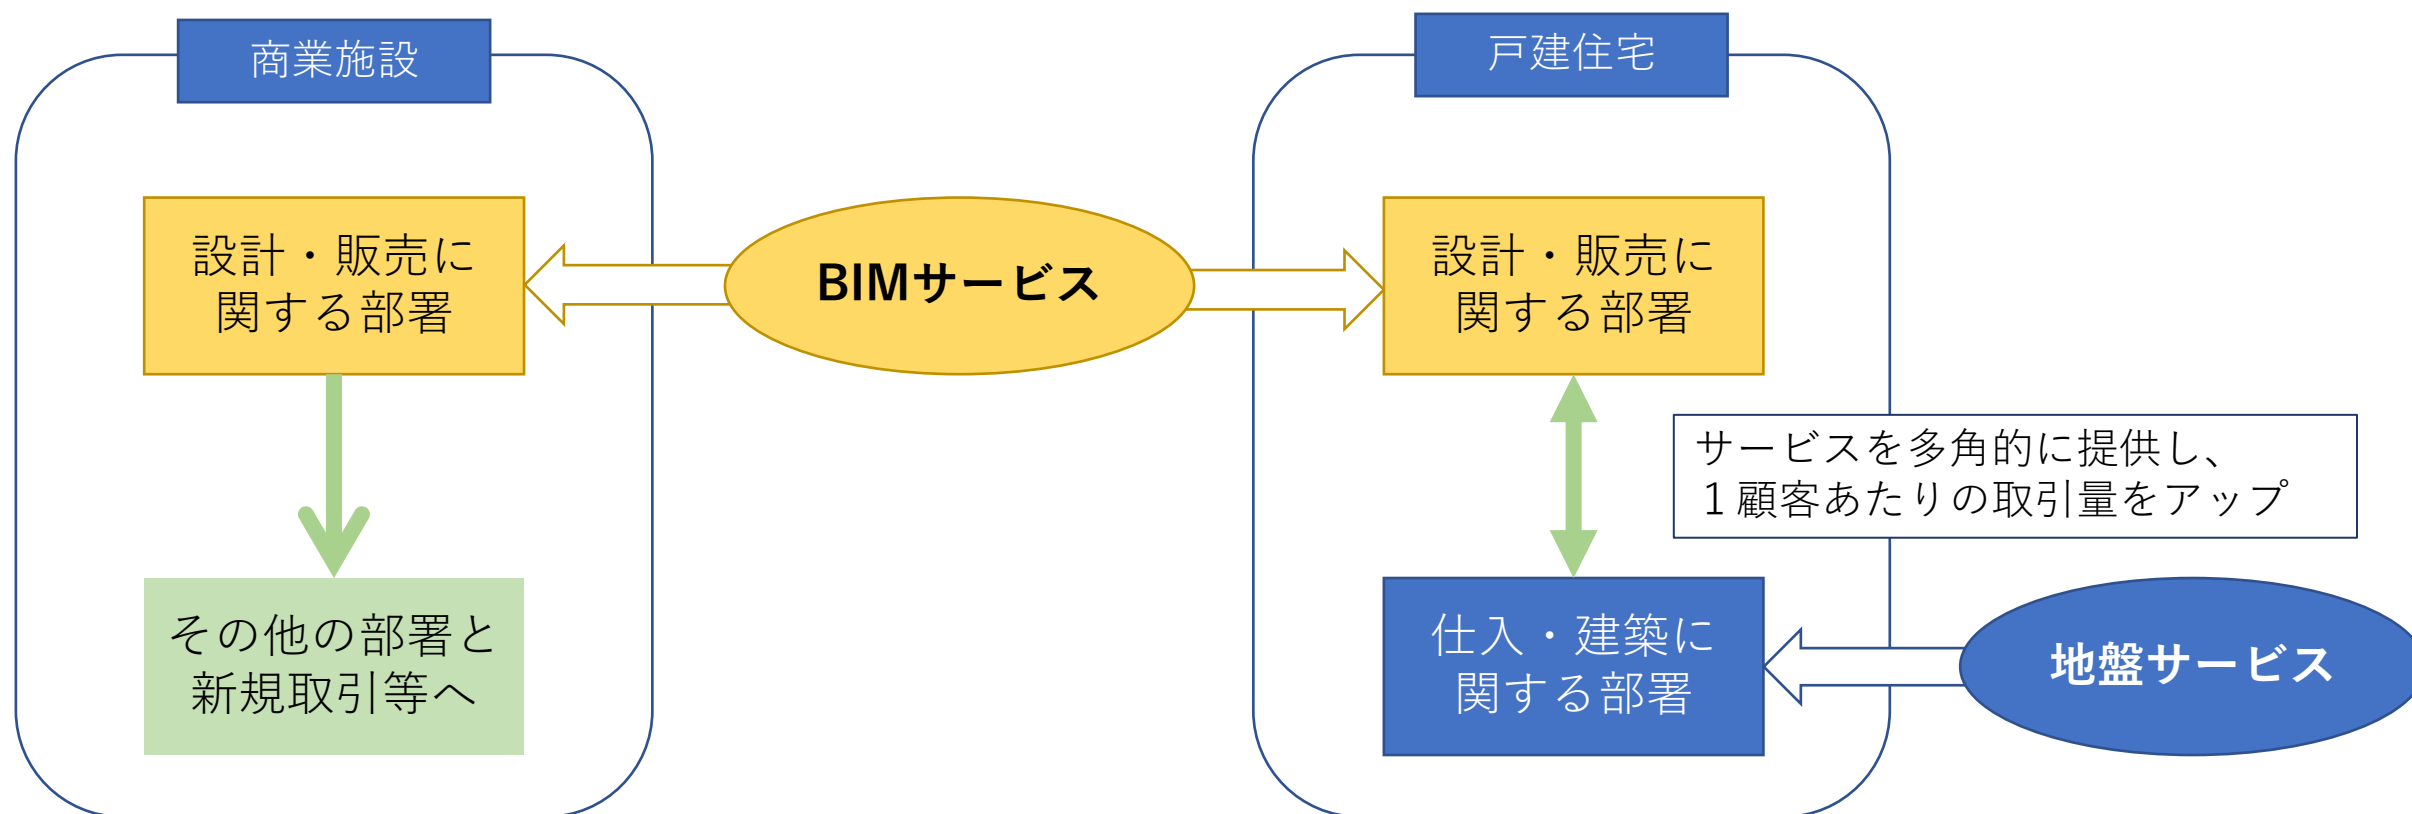 商業施設
戸建住宅
設計・販売に
関する部署
BIMサービス
設計・販売に
関する部署
サービスを多角的に提供し、
１顧客あたりの取引量をアップ
その他の部署と
新規取引等へ
仕入・建築に
関する部署
地盤サービス